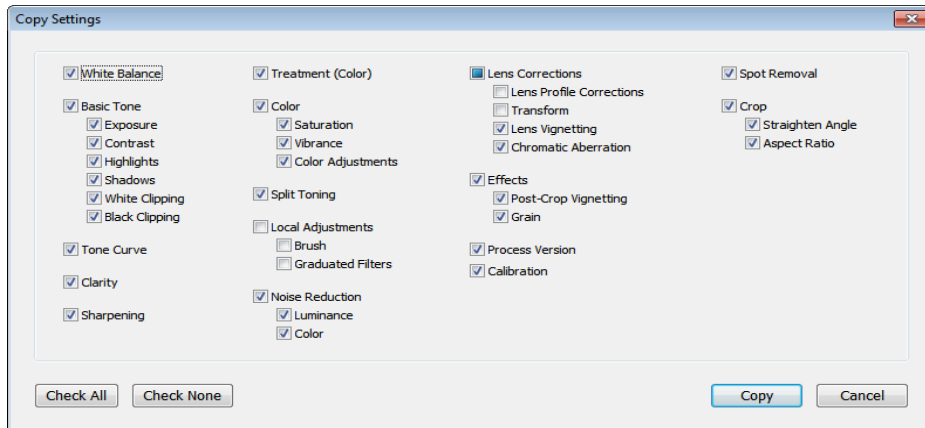 Copy Settings
White Balance
Basic Tone
Exposure
Contrast
Highlights
Shadows
White Clipping
Black Clipping
Tone Curve
Clarity
Sharpening
Treatment (Color)
Color
Saturation
Vibrance
Color Adjustments
Split Toning
Local Adjustments
Brush
Graduated Filters
Noise Reduction
Luminance
Color
Lens Corrections
Lens Profile Corrections
Transform
Lens Vignetting
Chromatic Aberration
Effects
Post-Crop Vignetting
Grain
Process Version
Calibration
Spot Removal
Crop
Straighten Angle
Aspect Ratio
Check All
Check None
Copy
Cancel